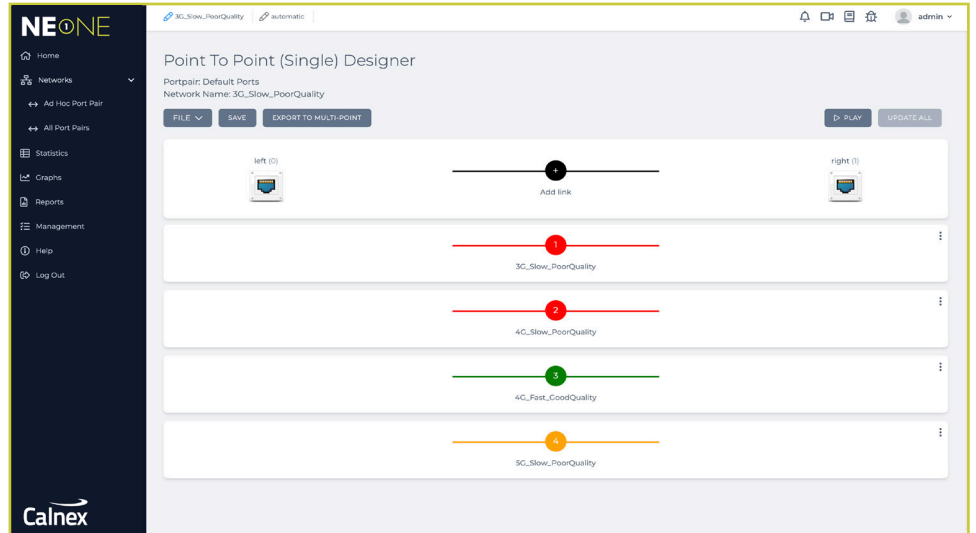 NE1NE
3G_Slow_PoorQuality
automatic
admin
Home
Networks
Ad Hoc Port Pair
All Port Pairs
Statistics
Graphs
Reports
Management
Help
Log Out
Calnex
Point To Point (Single) Designer
Portpair: Default Ports
Network Name: 3G_Slow_PoorQuality
FILE
SAVE
EXPORT TO MULTI-POINT
PLAY
UPDATE ALL
left (0)
+
Add link
right (1)
1
3G_Slow_PoorQuality
2
4G_Slow_PoorQuality
3
4G_Fast_GoodQuality
4
5G_Slow_PoorQuality